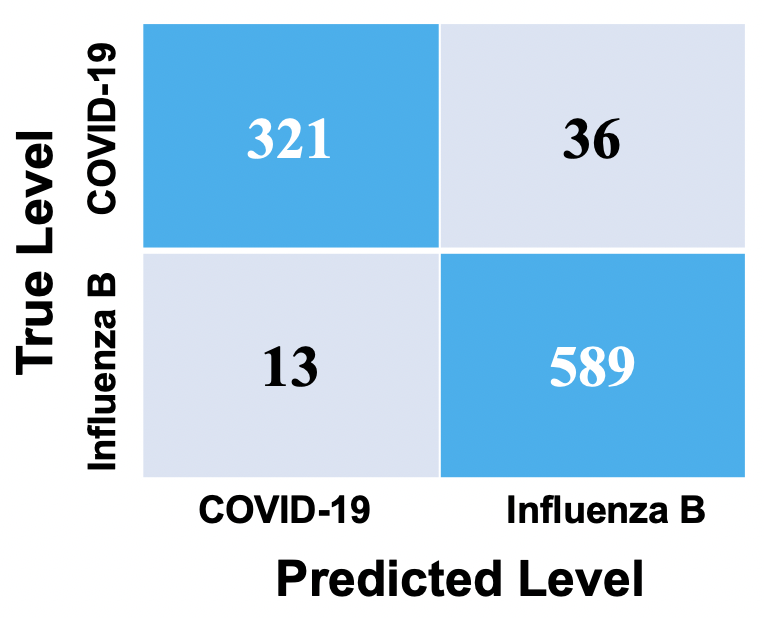 True Level
COVID-19
321
36
Influenza B
13
589
COVID-19
Influenza B
Predicted Level